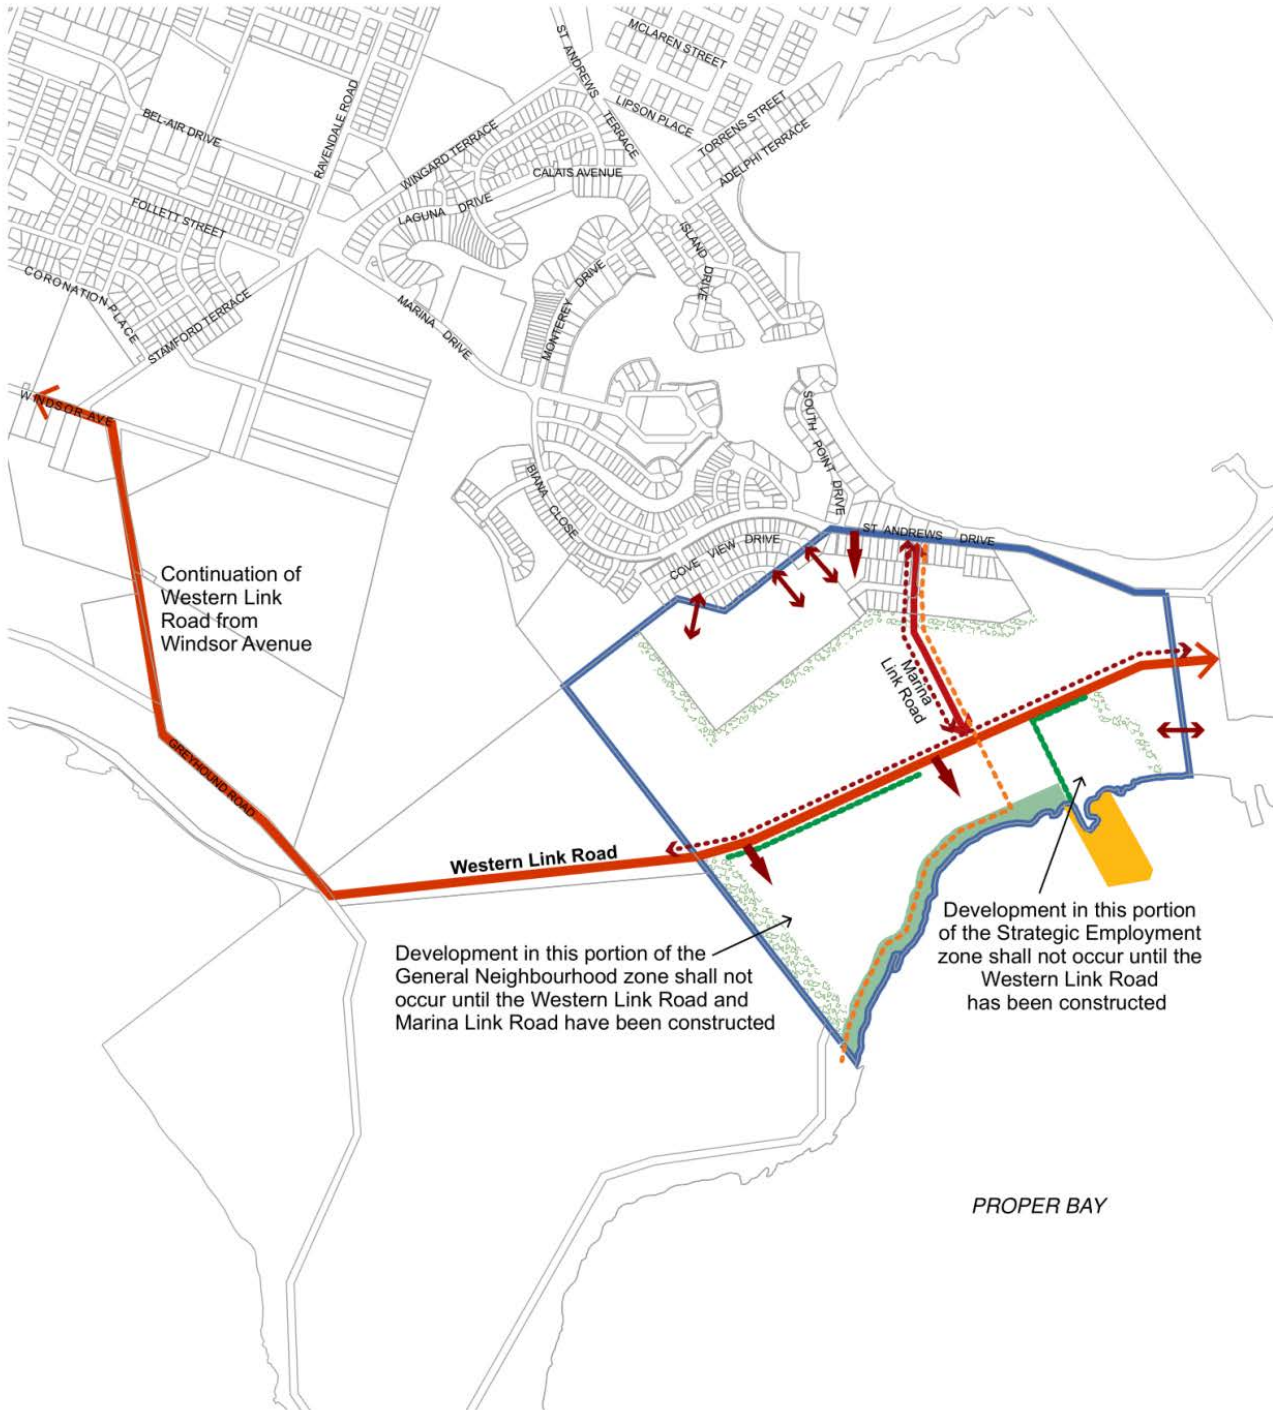 MCLAREN STREET
ST ANDREWS TERRACE
LIPSON PLACE
TORRENS STREET
ADELPHI TERRACE
RAVENDALE ROAD
BEL-AIR DRIVE
WINGARD TERRACE
CALAIS AVENUE
LAGUNA DRIVE
FOLLETT STREET
ISLAND DRIVE
CORONATION PLACE
STAMFORD TERRACE
MARINA DRIVE
MONTEREY DRIVE
WINDSOR AVE
SOUTH POINT DRIVE
BIANA CLOSE
ST ANDREWS DRIVE
COVE VIEW DRIVE
Continuation of
Western Link
Road from
Windsor Avenue
Marina
Link Road
GREYHOUND ROAD
Western Link Road
Development in this portion of the
General Neighbourhood zone shall not
occur until the Western Link Road and
Marina Link Road have been constructed
Development in this portion
of the Strategic Employment
zone shall not occur until the
Western Link Road
has been constructed
PROPER BAY